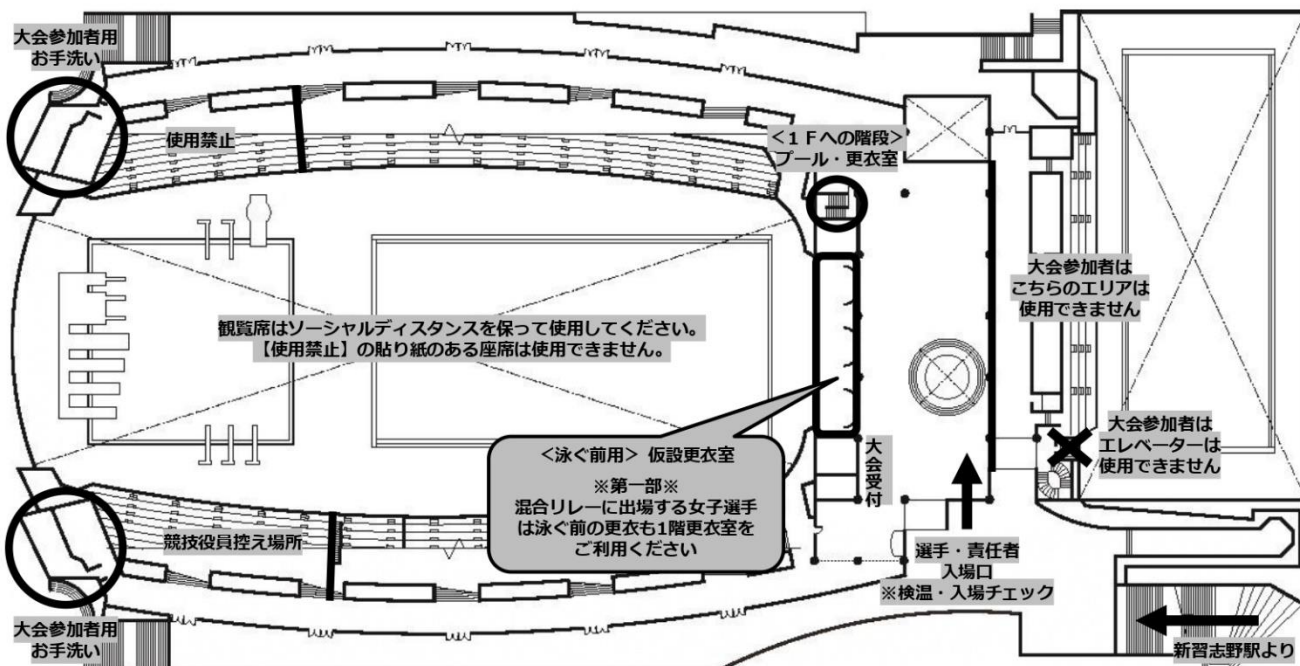 大会参加者用
お手洗い
使用禁止
＜１Ｆへの階段＞
プール・更衣室
大会参加者は
こちらのエリアは
使用できません
観覧席はソーシャルディスタンスを保って使用してください。
【使用禁止】の貼り紙のある座席は使用できません。
大会参加者は
エレベーターは
使用できません
＜泳ぐ前用＞ 仮設更衣室
※第一部※
混合リレーに出場する女子選手
は泳ぐ前の更衣も1階更衣室を
ご利用ください
大会受付
競技役員控え場所
選手・責任者
入場口
※検温・入場チェック
大会参加者用
お手洗い
新習志野駅より